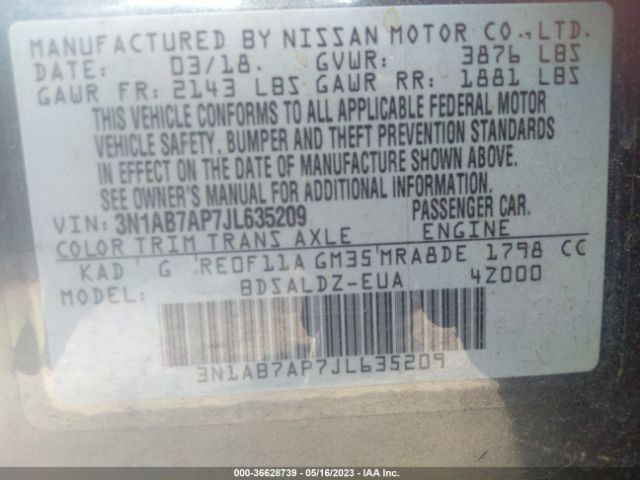 MANUFACTURED BY NISSAN MOTOR CO., LTD.
DATE: 03/18. GVWR: 3876 LBS
GAWR FR: 2143 LBS GAWR RR: 1881 LBS
THIS VEHICLE CONFORMS TO ALL APPLICABLE FEDERAL MOTOR
VEHICLE SAFETY, BUMPER AND THEFT PREVENTION STANDARDS
IN EFFECT ON THE DATE OF MANUFACTURE SHOWN ABOVE.
SEE OWNER'S MANUAL FOR ADDITIONAL INFORMATION.
VIN: 3N1AB7AP7JL635209 PASSENGER CAR.
COLOR TRIM TRANS AXLE ENGINE
KAD G RE0F11A GM35 MRA8DE 1798 CC
MODEL: BDSALDZ-EUA 4Z000
3N1AB7AP7JL635209
000-36628739 - 05/16/2023 - IAA Inc.